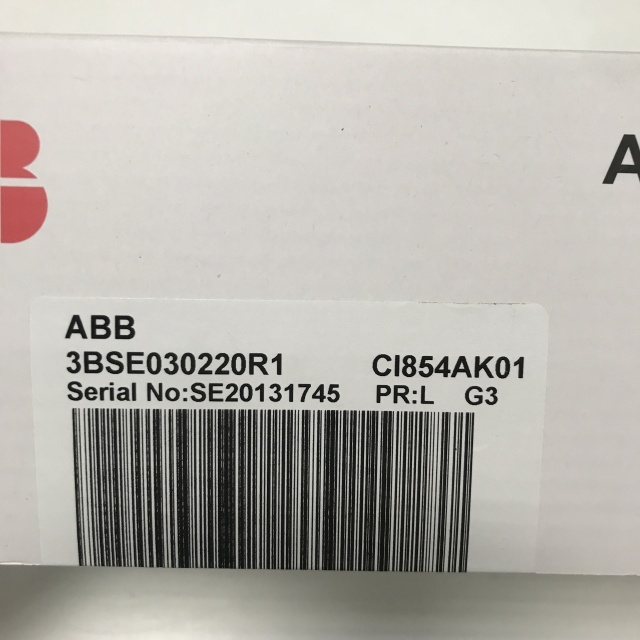 A
ABB
3BSE030220R1 CI854AK01
Serial No:SE20131745 PR:L G3